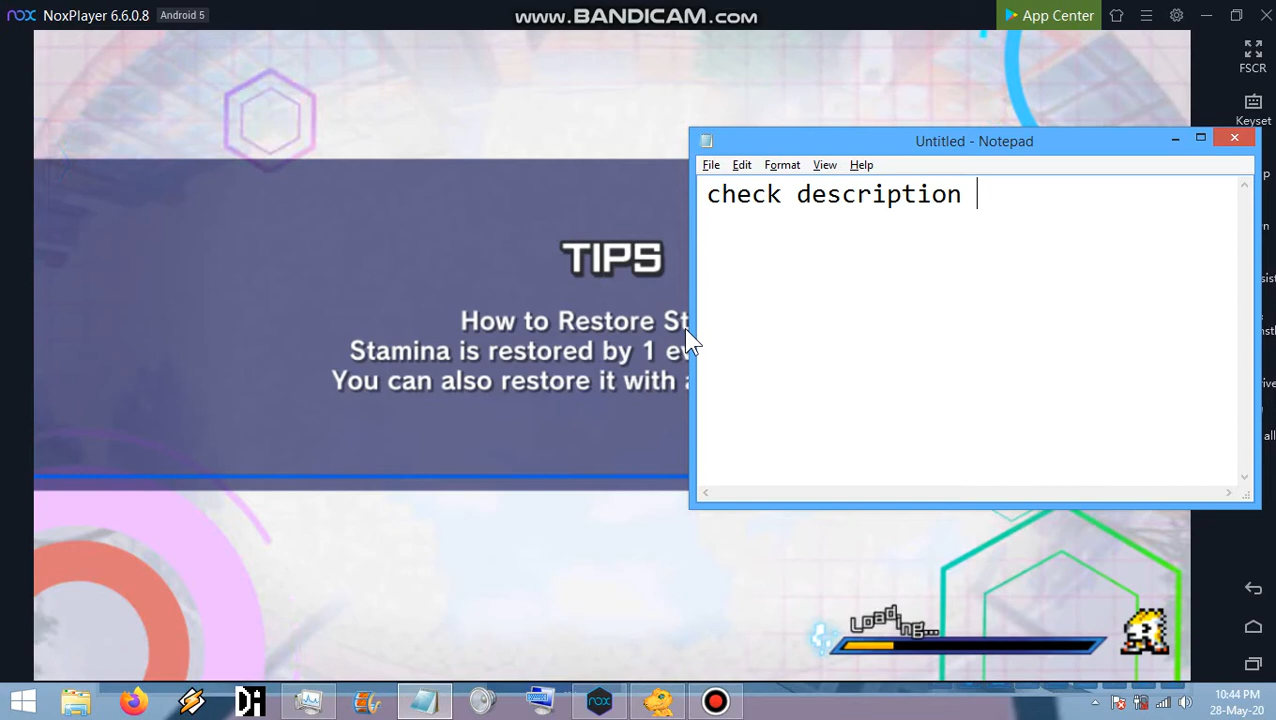 NoxPlayer 6.6.0.8 Android 5
www.BANDICAM.com
App Center
FSCR
Keyset
Untitled - Notepad
File Edit Format View Help
check description
TIPS
How to Restore St
Stamina is restored by 1 ev
You can also restore it with a
Loading...
10:44 PM
28-May-20